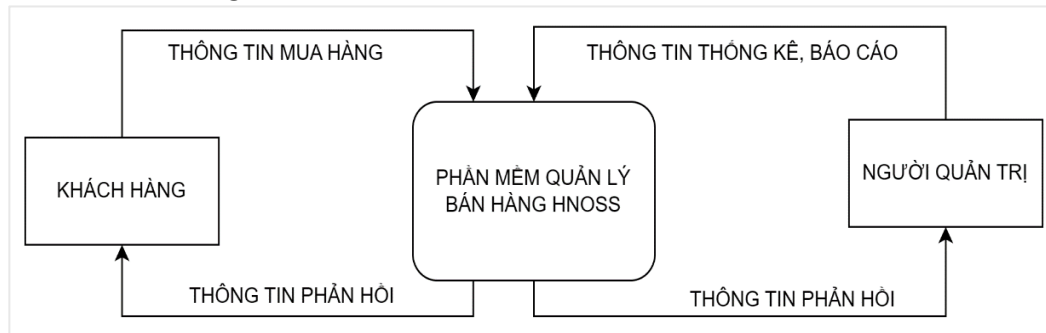 THÔNG TIN MUA HÀNG
THÔNG TIN THỐNG KÊ, BÁO CÁO
KHÁCH HÀNG
PHẦN MỀM QUẢN LÝ
BÁN HÀNG HNOSS
NGƯỜI QUẢN TRỊ
THÔNG TIN PHẢN HỒI
THÔNG TIN PHẢN HỒI